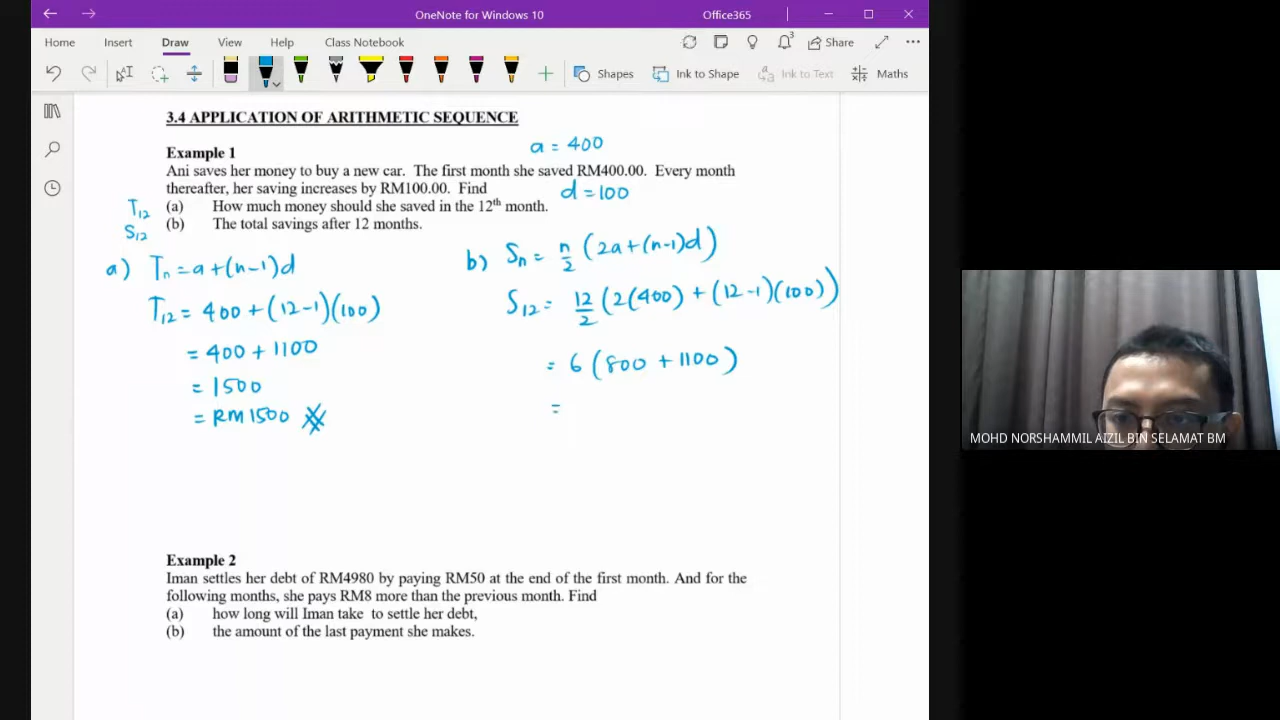 OneNote for Windows 10
Office365
Home Insert Draw View Help Class Notebook
3
Share
Shapes Ink to Shape Ink to Text Maths
3.4 APPLICATION OF ARITHMETIC SEQUENCE
Example 1
a = 400
Ani saves her money to buy a new car. The first month she saved RM400.00. Every month
thereafter, her saving increases by RM100.00. Find
d = 100
T₁₂ (a) How much money should she saved in the 12ᵗʰ month.
S₁₂ (b) The total savings after 12 months.
a) Tₙ = a + (n-1)d
T₁₂ = 400 + (12-1)(100)
= 400 + 1100
= 1500
= RM1500
b) Sₙ = n/2 (2a + (n-1)d)
S₁₂ = 12/2 (2(400) + (12-1)(100))
= 6 (800 + 1100)
=
Example 2
Iman settles her debt of RM4980 by paying RM50 at the end of the first month. And for the
following months, she pays RM8 more than the previous month. Find
(a) how long will Iman take to settle her debt,
(b) the amount of the last payment she makes.
MOHD NORSHAMMIL AIZIL BIN SELAMAT BM